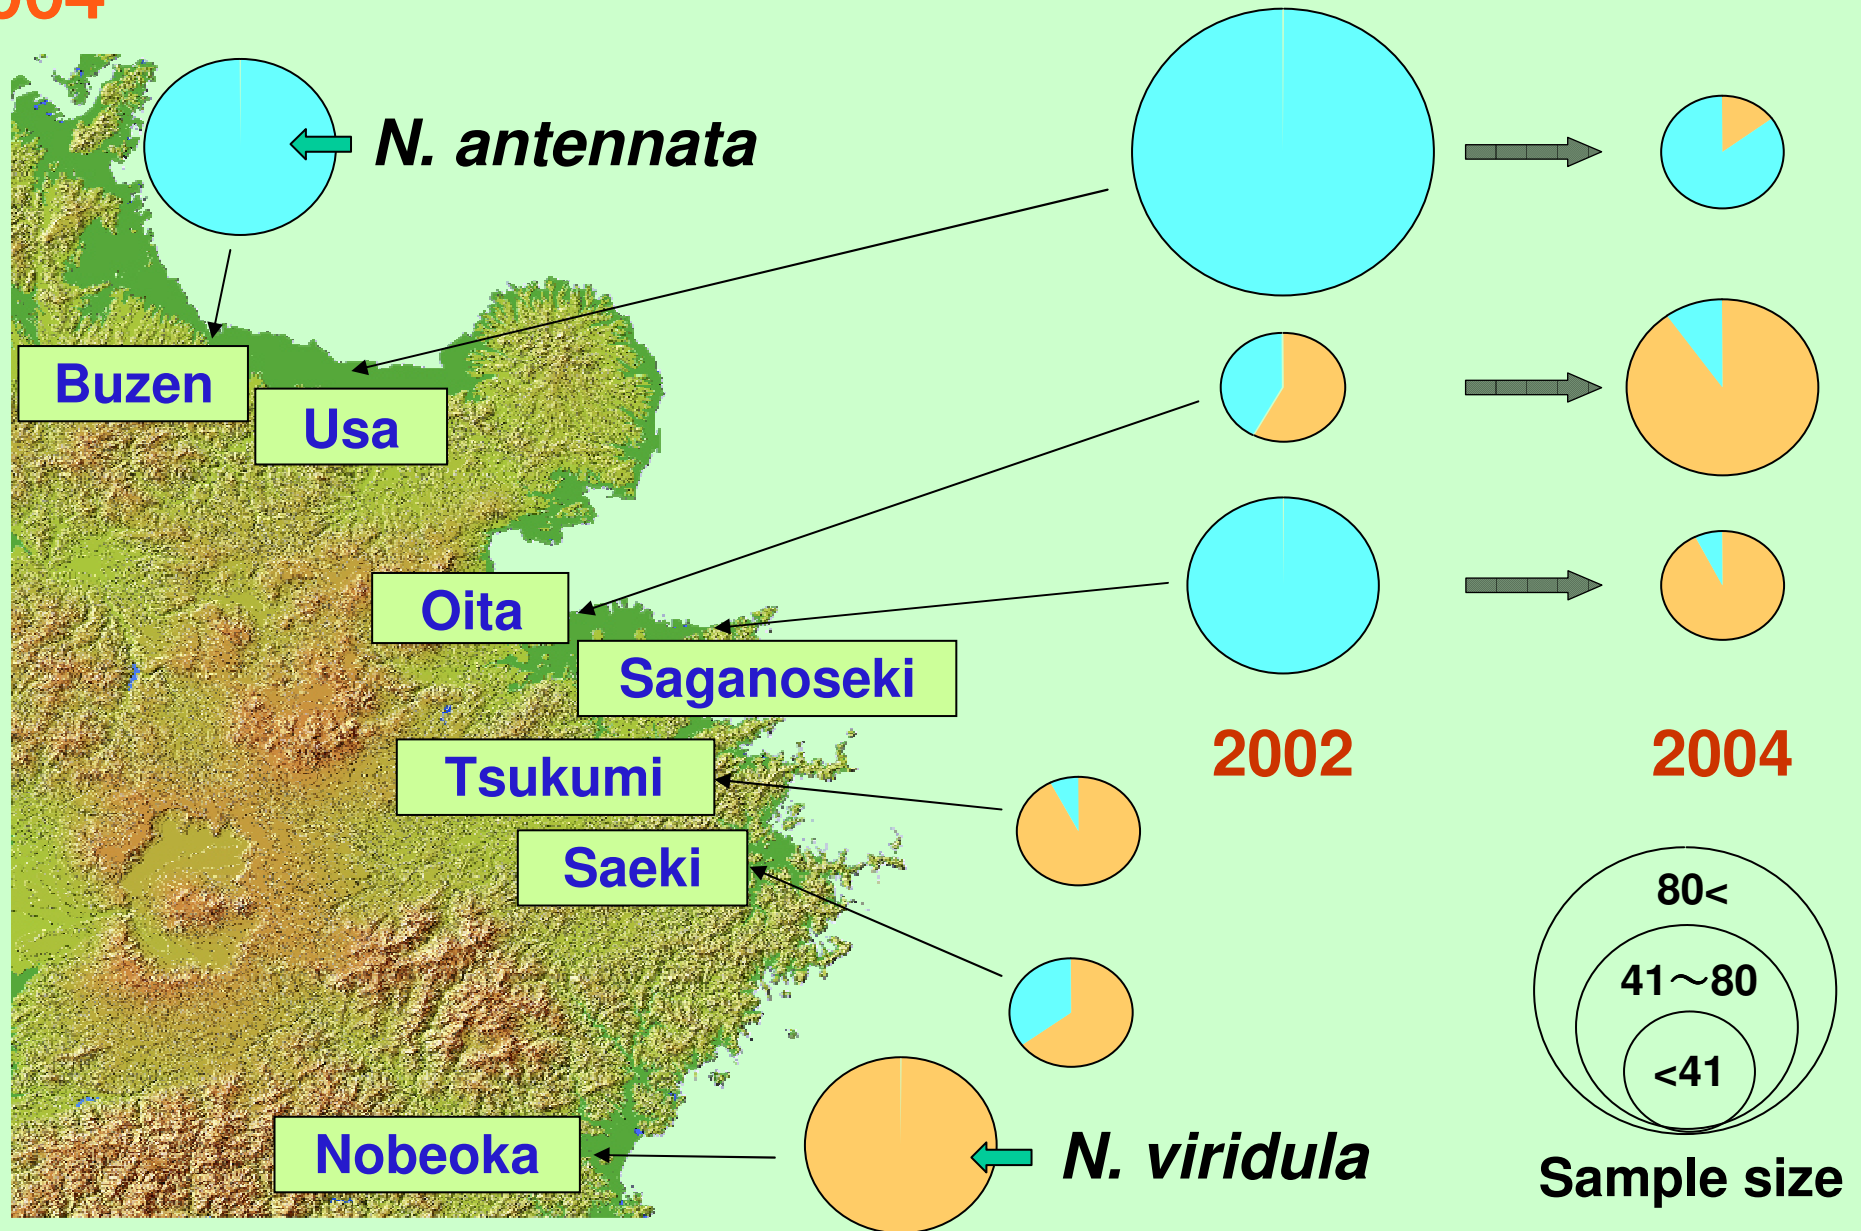 N. antennata
Buzen
Usa
Oita
Saganoseki
2002
2004
Tsukumi
Saeki
80<
41～80
<41
Nobeoka
N. viridula
Sample size